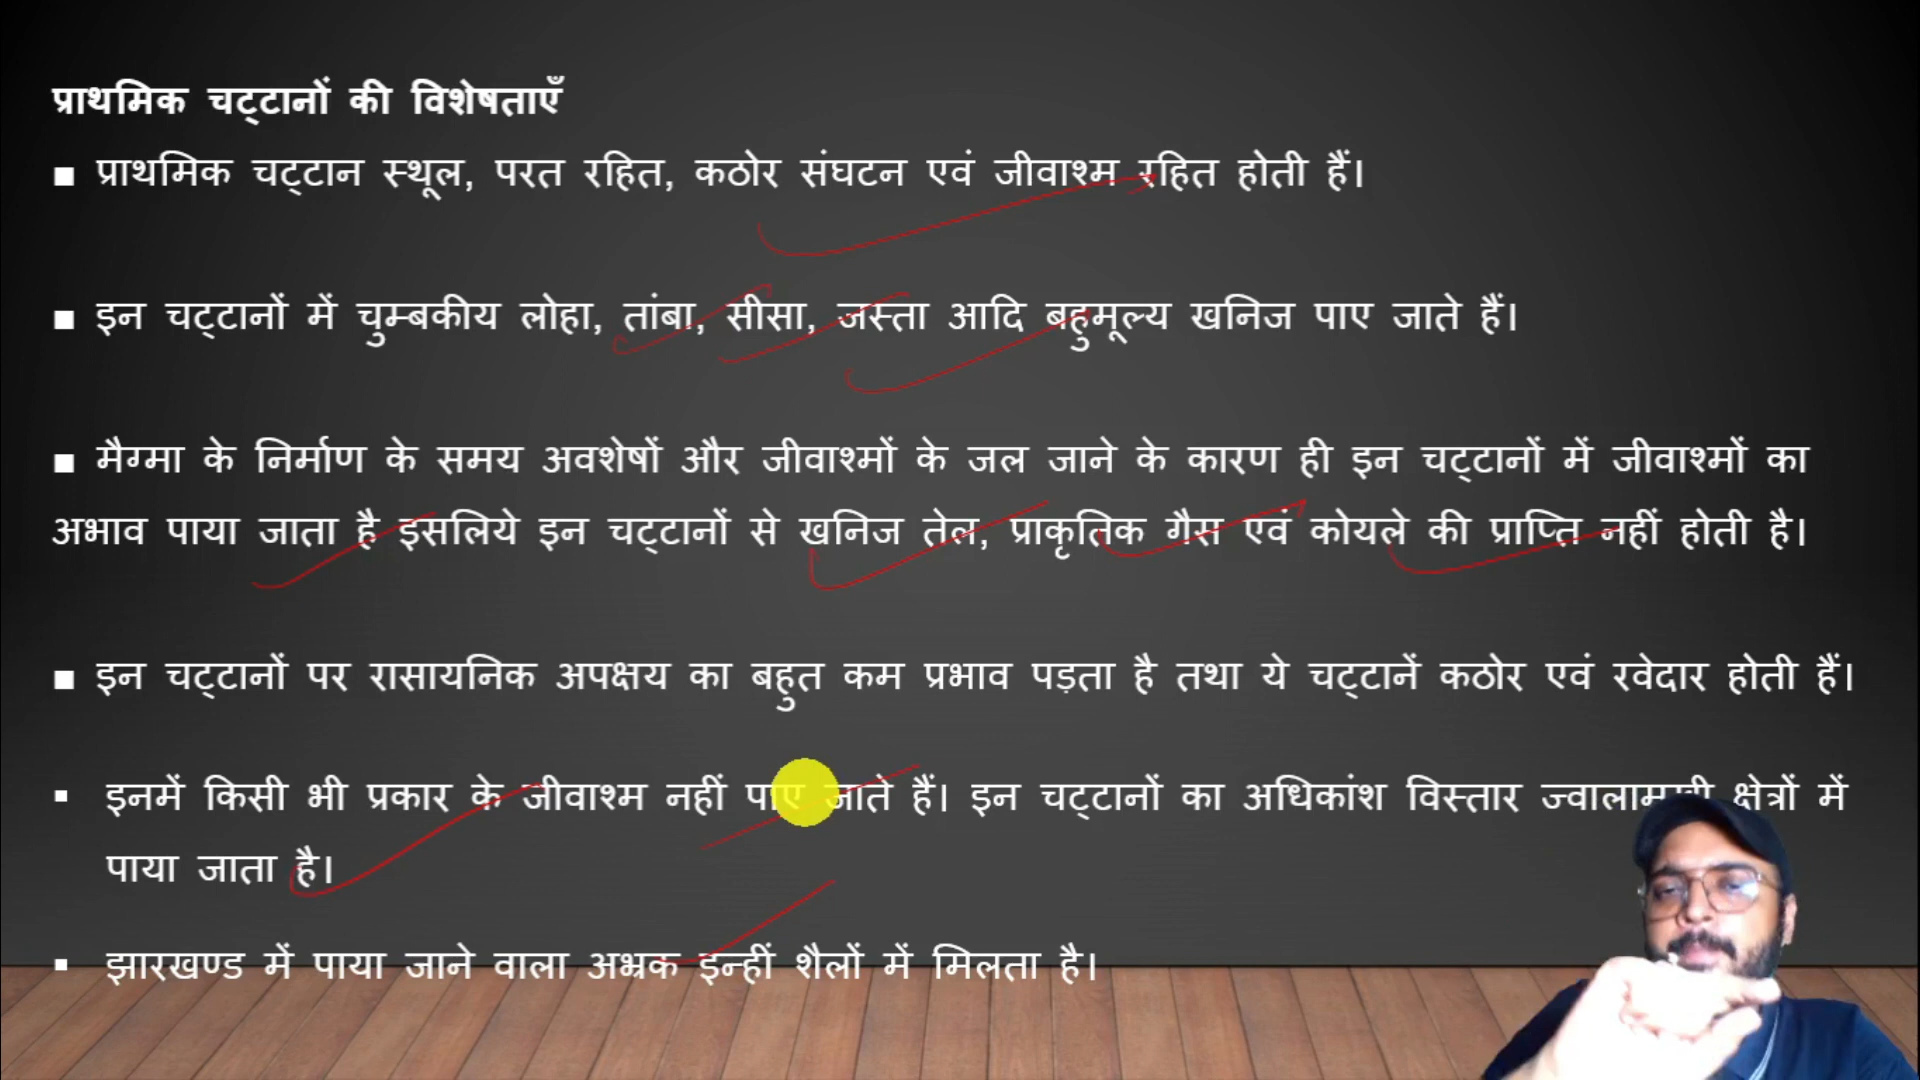 प्राथमिक चट्टानों की विशेषताएँ
▪ प्राथमिक चट्टान स्थूल, परत रहित, कठोर संघटन एवं जीवाश्म रहित होती हैं।
▪ इन चट्टानों में चुम्बकीय लोहा, तांबा, सीसा, जस्ता आदि बहुमूल्य खनिज पाए जाते हैं।
▪ मैग्मा के निर्माण के समय अवशेषों और जीवाश्मों के जल जाने के कारण ही इन चट्टानों में जीवाश्मों का
अभाव पाया जाता है इसलिये इन चट्टानों से खनिज तेल, प्राकृतिक गैस एवं कोयले की प्राप्ति नहीं होती है।
▪ इन चट्टानों पर रासायनिक अपक्षय का बहुत कम प्रभाव पड़ता है तथा ये चट्टानें कठोर एवं रवेदार होती हैं।
▪ इनमें किसी भी प्रकार के जीवाश्म नहीं पाए जाते हैं। इन चट्टानों का अधिकांश विस्तार ज्वालामुखी क्षेत्रों में
पाया जाता है।
▪ झारखण्ड में पाया जाने वाला अभ्रक इन्हीं शैलों में मिलता है।